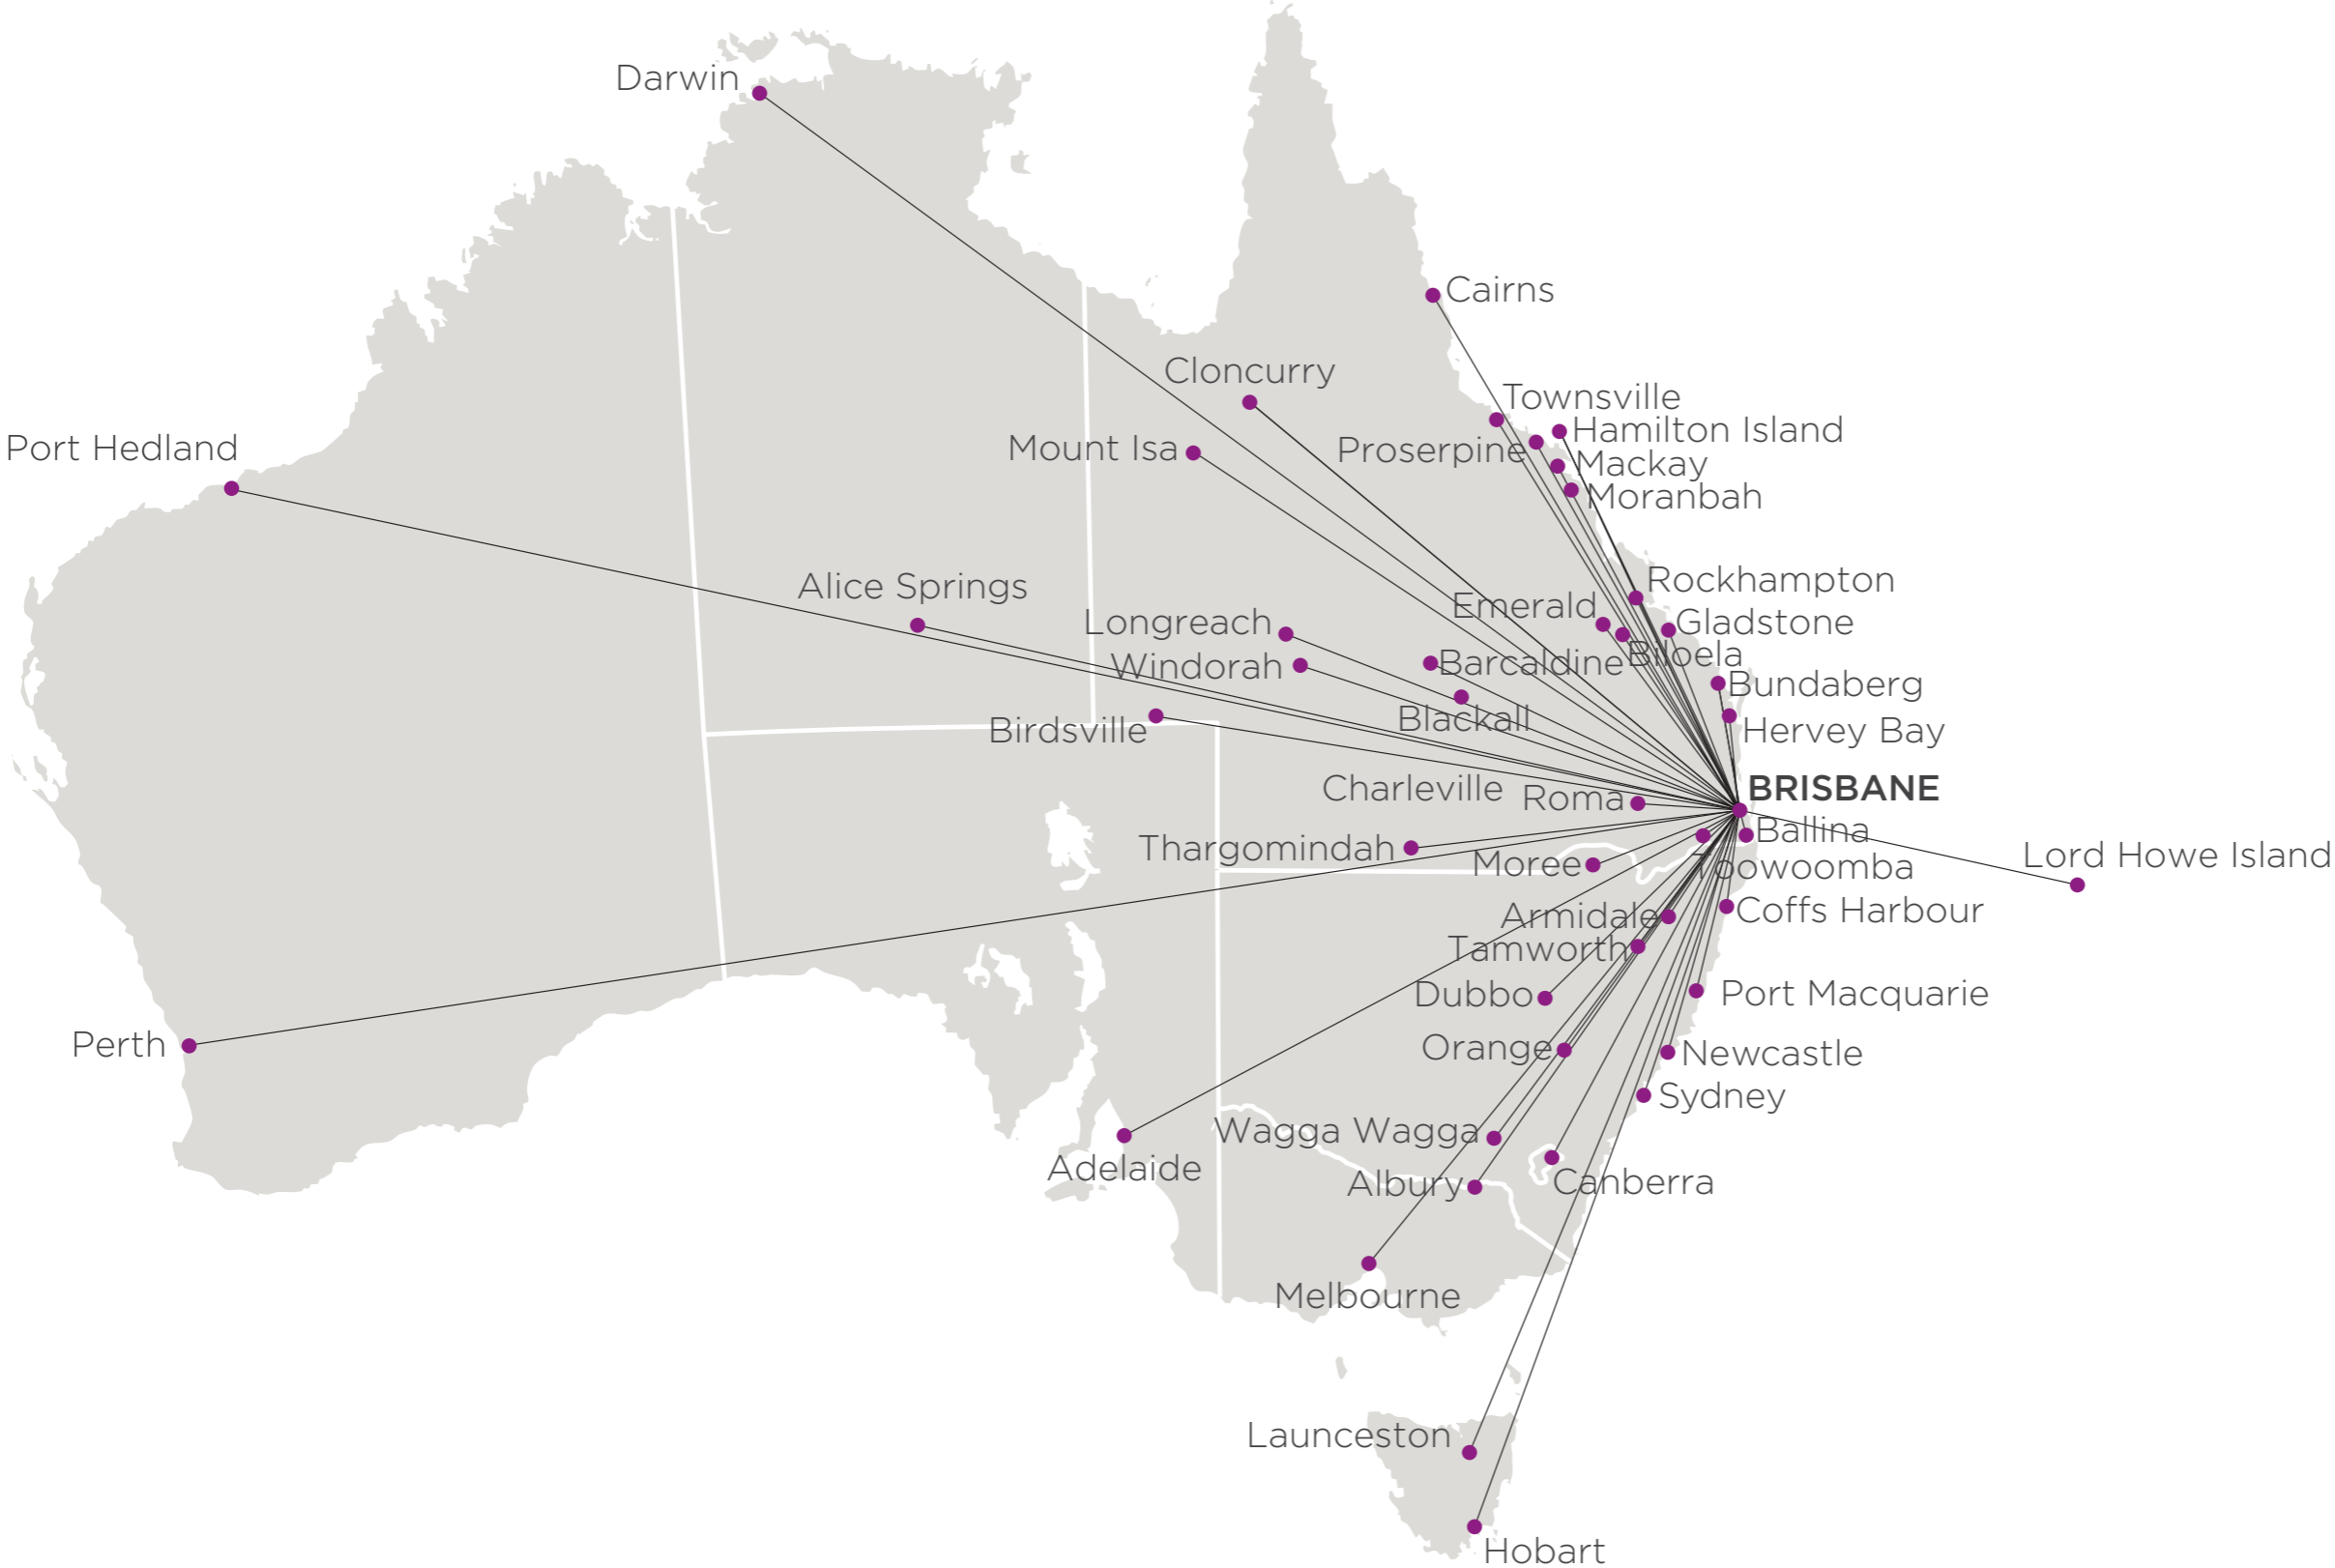 Darwin
Cairns
Cloncurry
Townsville
Hamilton Island
Port Hedland
Mount Isa
Proserpine
Mackay
Moranbah
Alice Springs
Rockhampton
Emerald
Longreach
Gladstone
Biloela
Windorah
Barcaldine
Bundaberg
Blackall
Birdsville
Hervey Bay
Charleville
Roma
BRISBANE
Thargomindah
Ballina
Moree
Toowoomba
Lord Howe Island
Armidale
Coffs Harbour
Tamworth
Dubbo
Port Macquarie
Perth
Orange
Newcastle
Sydney
Wagga Wagga
Adelaide
Albury
Canberra
Melbourne
Launceston
Hobart